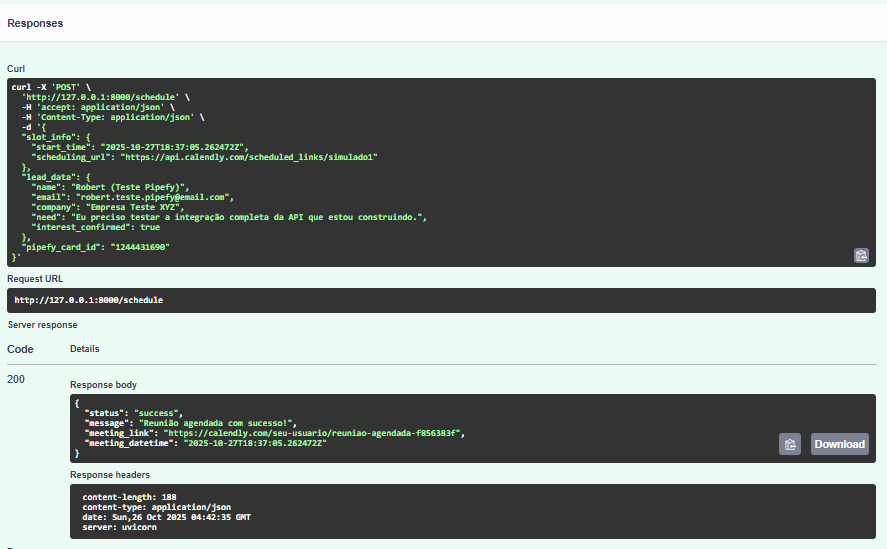 Responses
Curl
curl -X 'POST' \
  'http://127.0.0.1:8000/schedule' \
  -H 'accept: application/json' \
  -H 'Content-Type: application/json' \
  -d '{
  "slot_info": {
    "start_time": "2025-10-27T18:37:05.262472Z",
    "scheduling_url": "https://api.calendly.com/scheduled_links/simulado1"
  },
  "lead_data": {
    "name": "Robert (Teste Pipefy)",
    "email": "robert.teste.pipefy@email.com",
    "company": "Empresa Teste XYZ",
    "need": "Eu preciso testar a integração completa da API que estou construindo.",
    "interest_confirmed": true
  },
  "pipefy_card_id": "1244431690"
}'
Request URL
http://127.0.0.1:8000/schedule
Server response
Code Details
200
Response body
{
  "status": "success",
  "message": "Reunião agendada com sucesso!",
  "meeting_link": "https://calendly.com/seu-usuario/reuniao-agendada-f856383f",
  "meeting_datetime": "2025-10-27T18:37:05.262472Z"
}
Download
Response headers
content-length: 188
content-type: application/json
date: Sun,26 Oct 2025 04:42:35 GMT
server: uvicorn